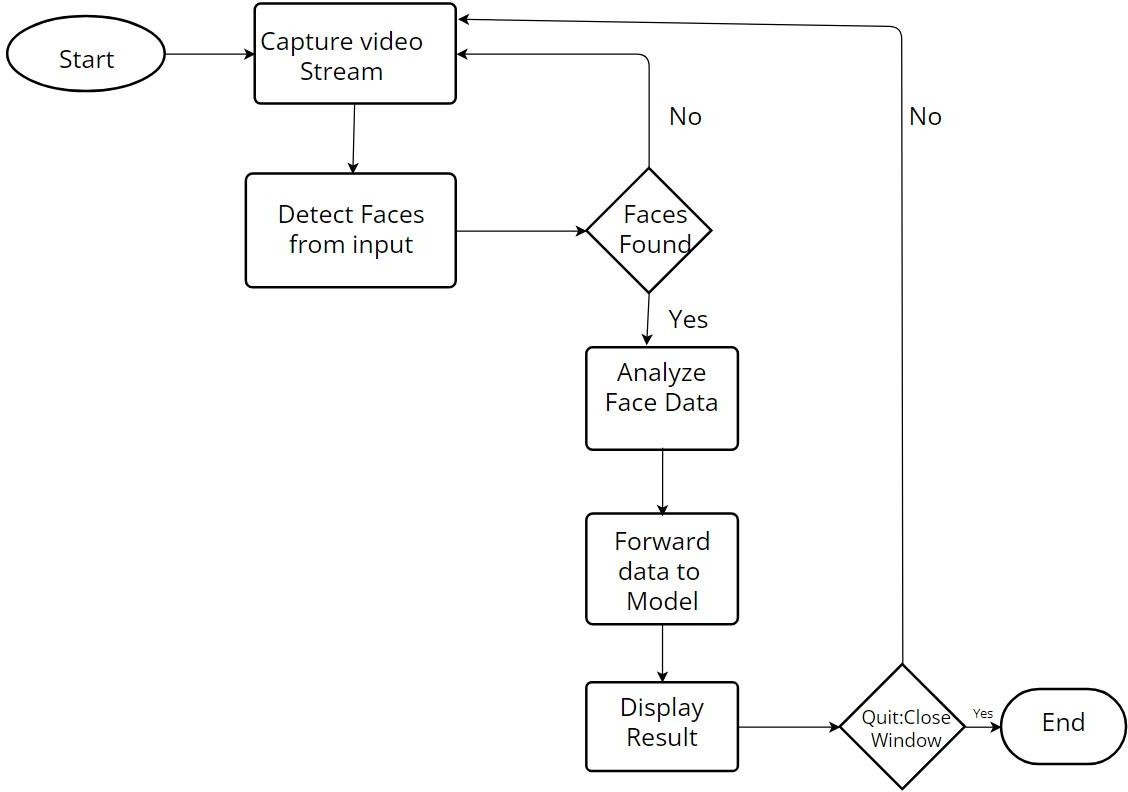 Start
Capture video
Stream
No
No
Detect Faces
from input
Faces
Found
Yes
Analyze
Face Data
Forward
data to
Model
Display
Result
Quit:Close
Window
Yes
End